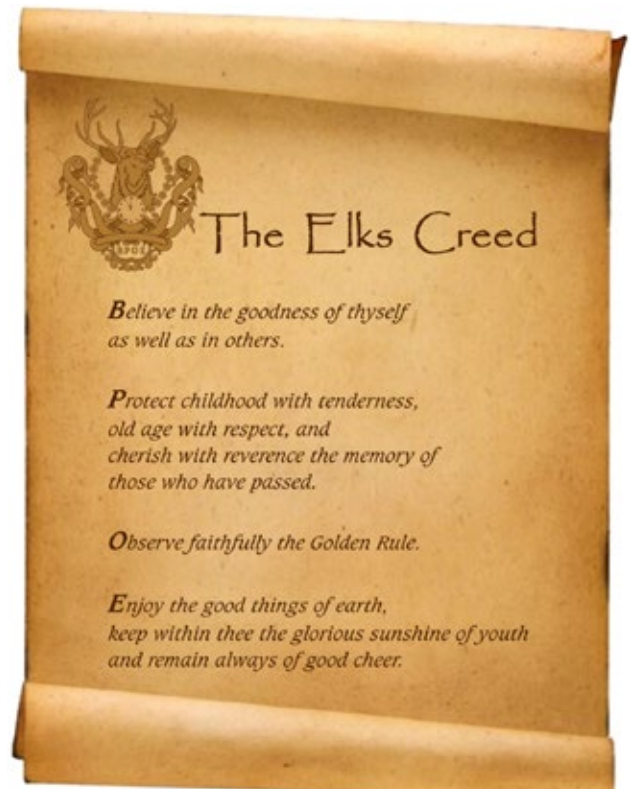 BPOE
The Elks Creed
Believe in the goodness of thyself
as well as in others.
Protect childhood with tenderness,
old age with respect, and
cherish with reverence the memory of
those who have passed.
Observe faithfully the Golden Rule.
Enjoy the good things of earth,
keep within thee the glorious sunshine of youth
and remain always of good cheer.